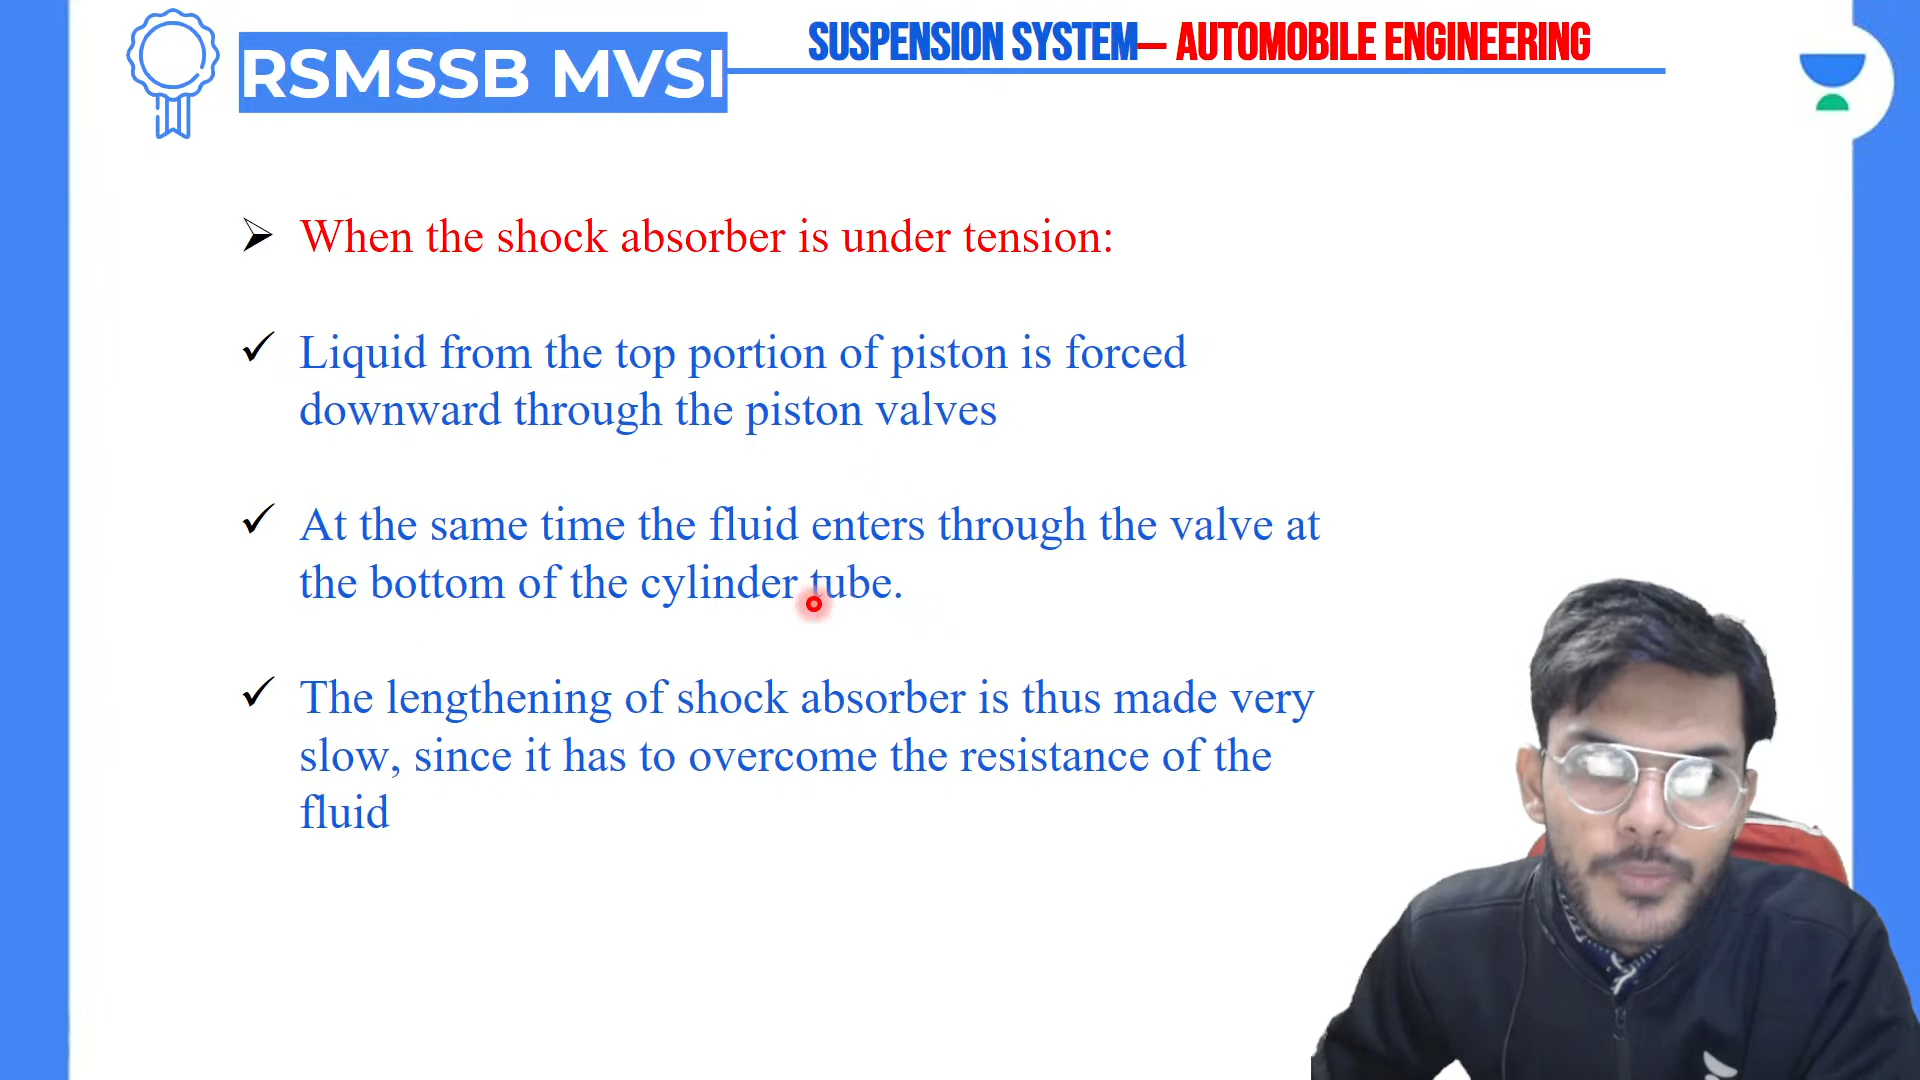 RSMSSB MVSI
SUSPENSION SYSTEM– AUTOMOBILE ENGINEERING
When the shock absorber is under tension:
Liquid from the top portion of piston is forced
downward through the piston valves
At the same time the fluid enters through the valve at
the bottom of the cylinder tube.
The lengthening of shock absorber is thus made very
slow, since it has to overcome the resistance of the
fluid